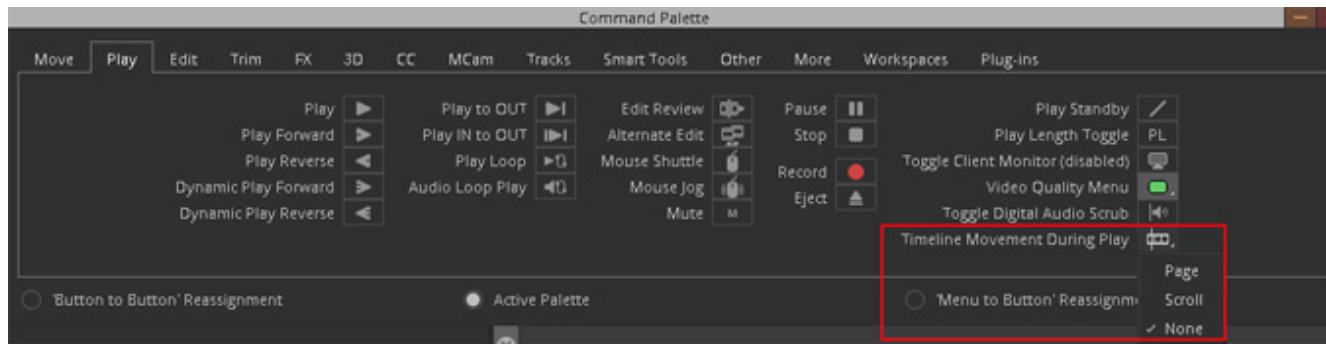 Command Palette
Move Play Edit Trim FX 3D CC MCam Tracks Smart Tools Other More Workspaces Plug-ins
Play Play to OUT Edit Review Pause Play Standby
Play Forward Play IN to OUT Alternate Edit Stop Play Length Toggle PL
Play Reverse Play Loop Mouse Shuttle Toggle Client Monitor (disabled)
Record
Dynamic Play Forward Audio Loop Play Mouse Jog Video Quality Menu
Eject
Dynamic Play Reverse Mute M Toggle Digital Audio Scrub
Timeline Movement During Play
Page
'Button to Button' Reassignment Active Palette 'Menu to Button' Scroll
None